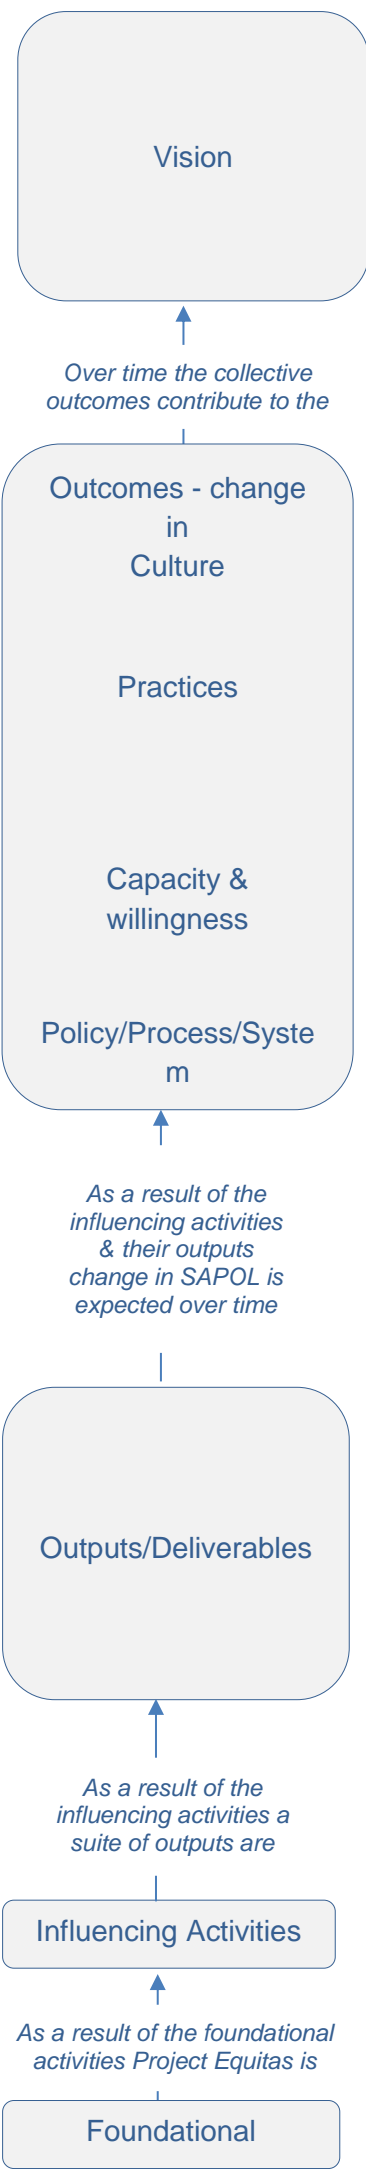 Vision
Over time the collective
outcomes contribute to the
Outcomes - change
in
Culture
Practices
Capacity &
willingness
Policy/Process/Syste
m
As a result of the
influencing activities
& their outputs
change in SAPOL is
expected over time
Outputs/Deliverables
As a result of the
influencing activities a
suite of outputs are
Influencing Activities
As a result of the foundational
activities Project Equitas is
Foundational